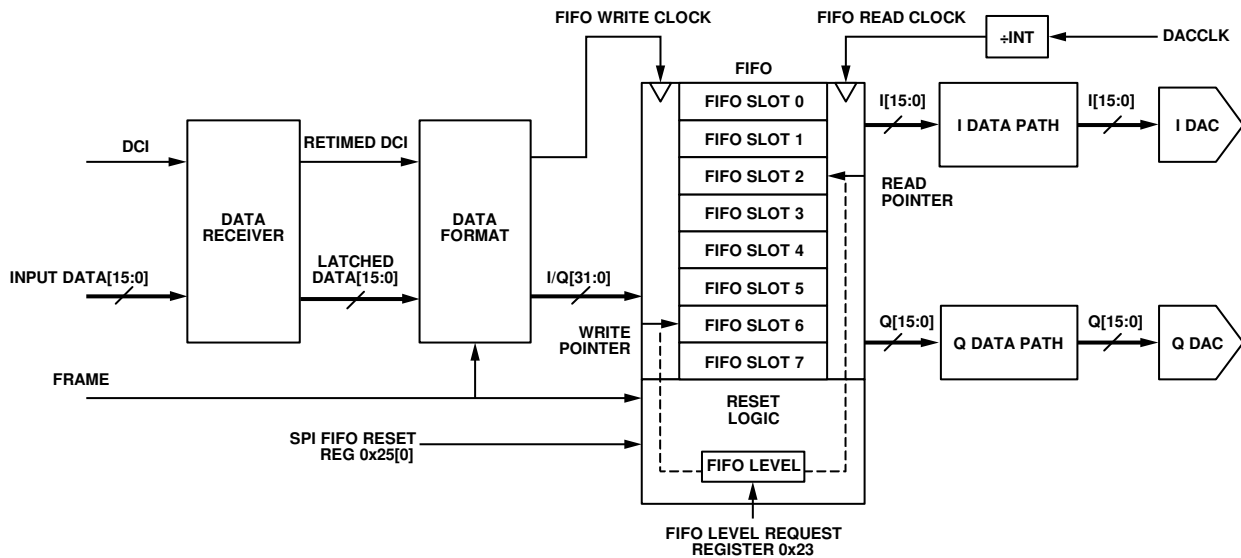 FIFO WRITE CLOCK
FIFO READ CLOCK
÷INT
DACCLK
FIFO
FIFO SLOT 0
FIFO SLOT 1
FIFO SLOT 2
FIFO SLOT 3
FIFO SLOT 4
FIFO SLOT 5
FIFO SLOT 6
FIFO SLOT 7
I[15:0]
I DATA PATH
I[15:0]
I DAC
DCI
RETIMED DCI
READ
POINTER
DATA
RECEIVER
DATA
FORMAT
INPUT DATA[15:0]
LATCHED
DATA[15:0]
I/Q[31:0]
WRITE
POINTER
Q[15:0]
Q DATA PATH
Q[15:0]
Q DAC
FRAME
RESET
LOGIC
SPI FIFO RESET
REG 0x25[0]
FIFO LEVEL
FIFO LEVEL REQUEST
REGISTER 0x23